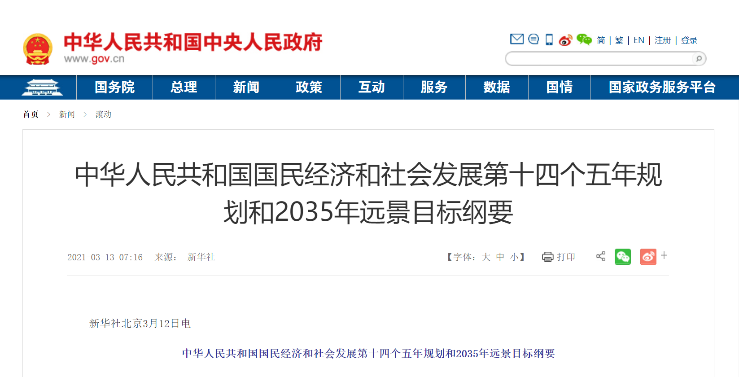 中华人民共和国中央人民政府
www.gov.cn
简 | 繁 | EN | 注册 | 登录
国务院 总理 新闻 政策 互动 服务 数据 国情 国家政务服务平台
首页 > 新闻 > 滚动
中华人民共和国国民经济和社会发展第十四个五年规
划和2035年远景目标纲要
2021-03-13 07:16 来源： 新华社 【字体：大 中 小】 打印
新华社北京3月12日电
中华人民共和国国民经济和社会发展第十四个五年规划和2035年远景目标纲要